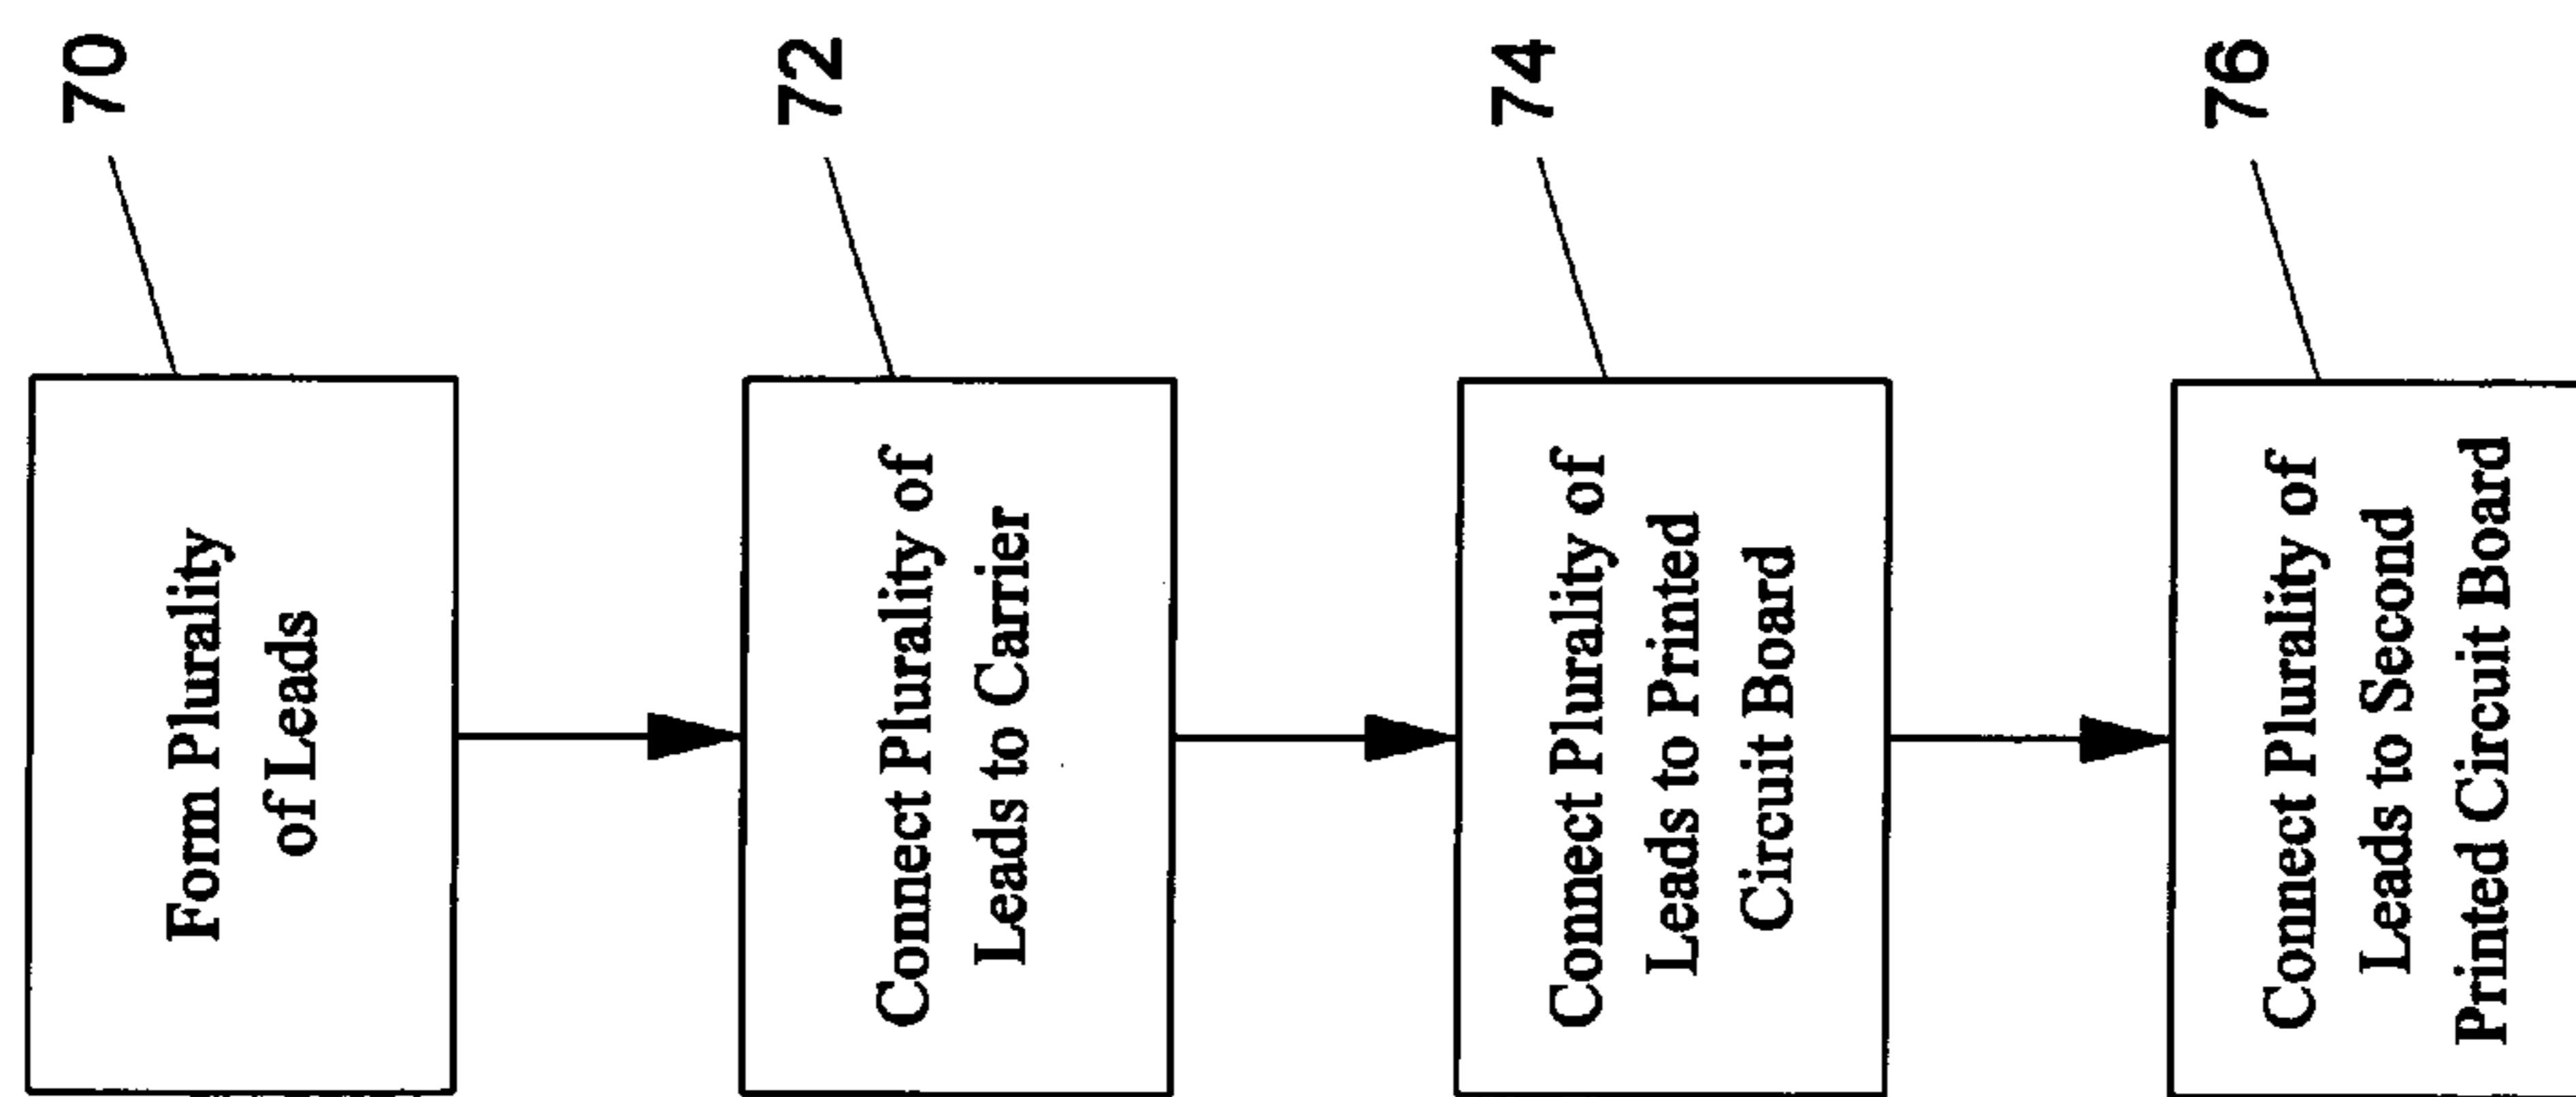 70
Form Plurality
of Leads
72
Connect Plurality of
Leads to Carrier
74
Connect Plurality of
Leads to Printed
Circuit Board
76
Connect Plurality of
Leads to Second
Printed Circuit Board